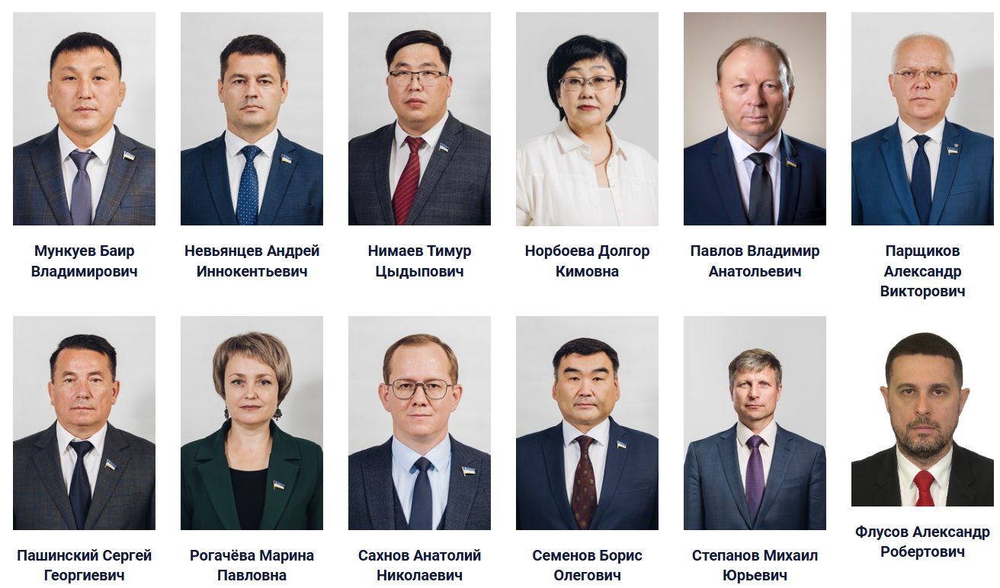 Мункуев Баир
Владимирович
Невьянцев Андрей
Иннокентьевич
Нимаев Тимур
Цыдыпович
Норбоева Долгор
Кимовна
Павлов Владимир
Анатольевич
Парщиков
Александр
Викторович
Пашинский Сергей
Георгиевич
Рогачёва Марина
Павловна
Сахнов Анатолий
Николаевич
Семенов Борис
Олегович
Степанов Михаил
Юрьевич
Флусов Александр
Робертович